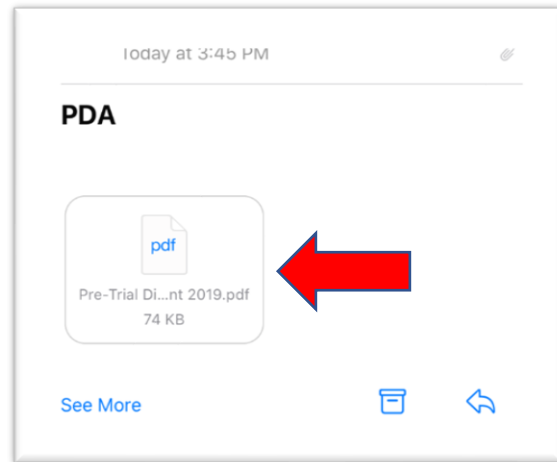 Today at 3:45 PM
PDA
pdf
Pre-Trial Di...nt 2019.pdf
74 KB
See More